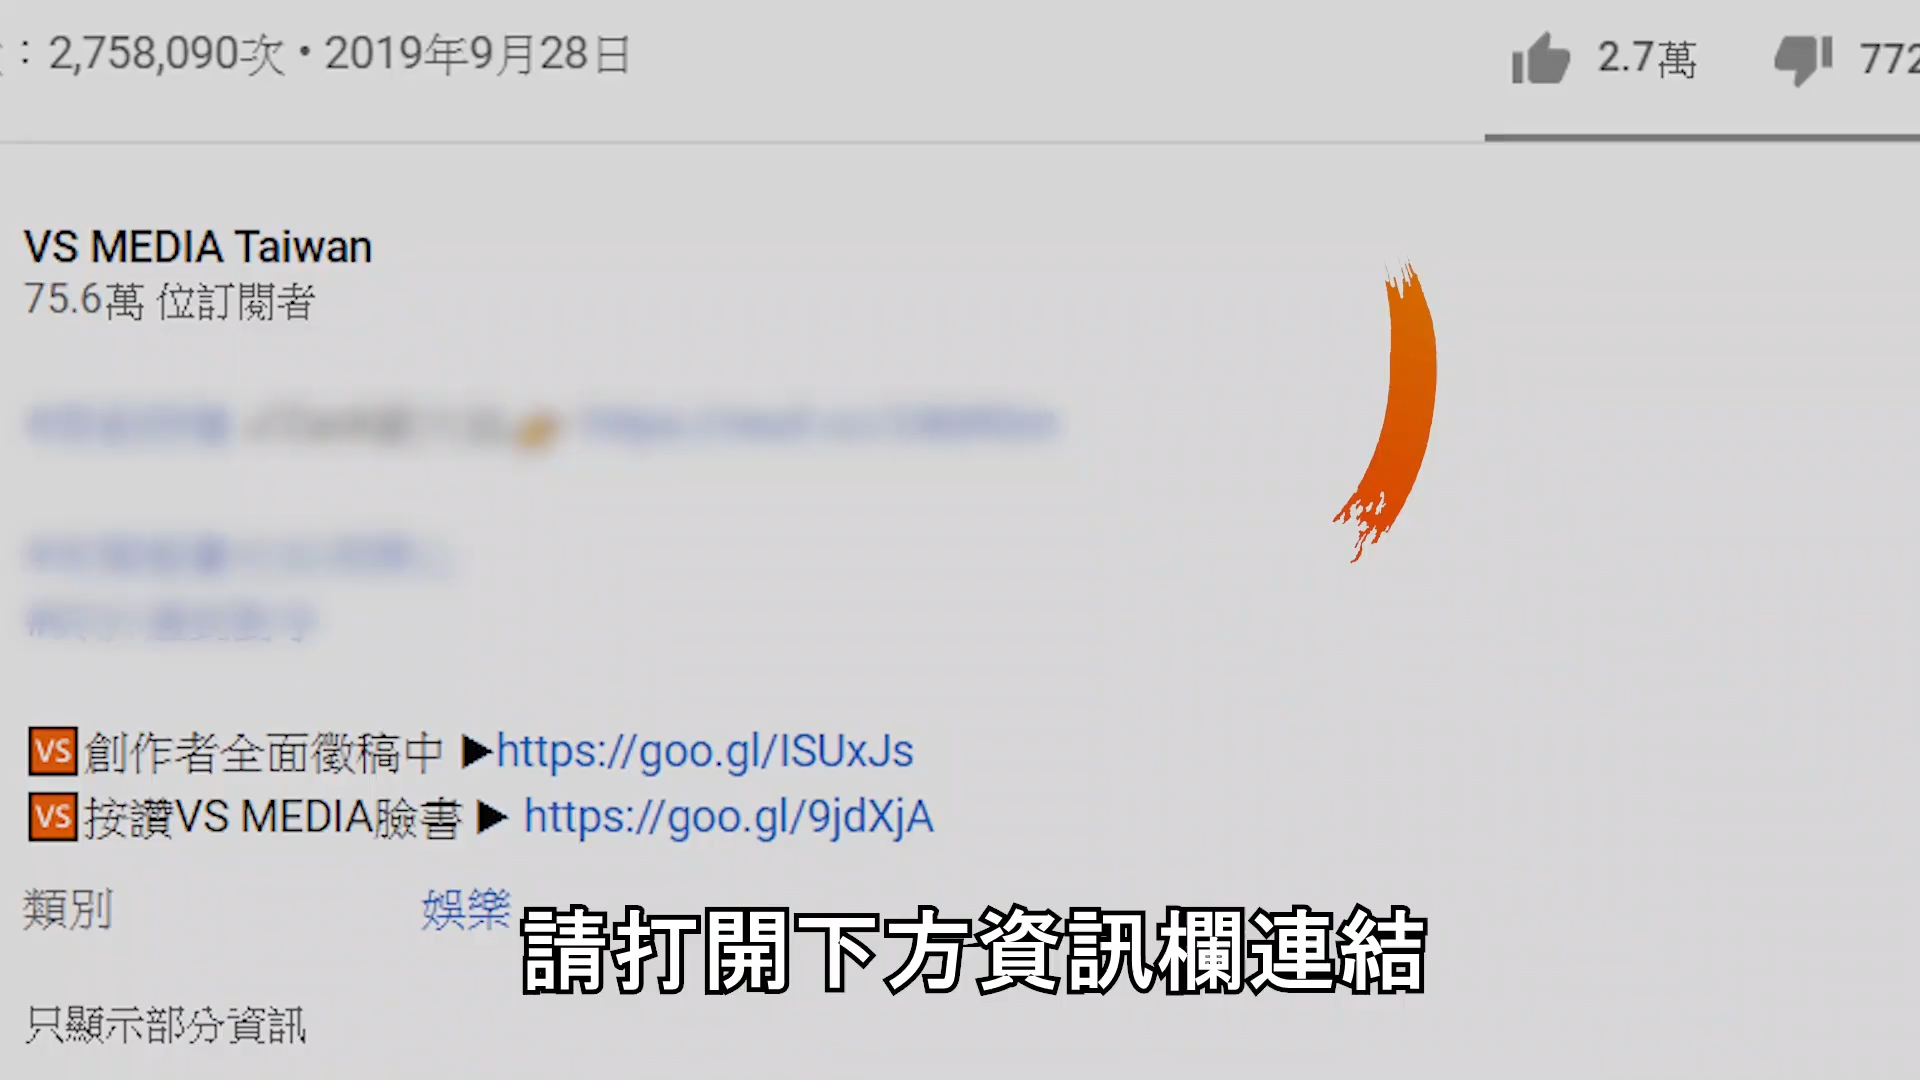 ：2,758,090次 • 2019年9月28日
2.7萬
772
VS MEDIA Taiwan
75.6萬 位訂閱者
VS創作者全面徵稿中 ▶https://goo.gl/ISUxJs
VS按讚VS MEDIA臉書 ▶ https://goo.gl/9jdXjA
類別
娛樂
請打開下方資訊欄連結
只顯示部分資訊